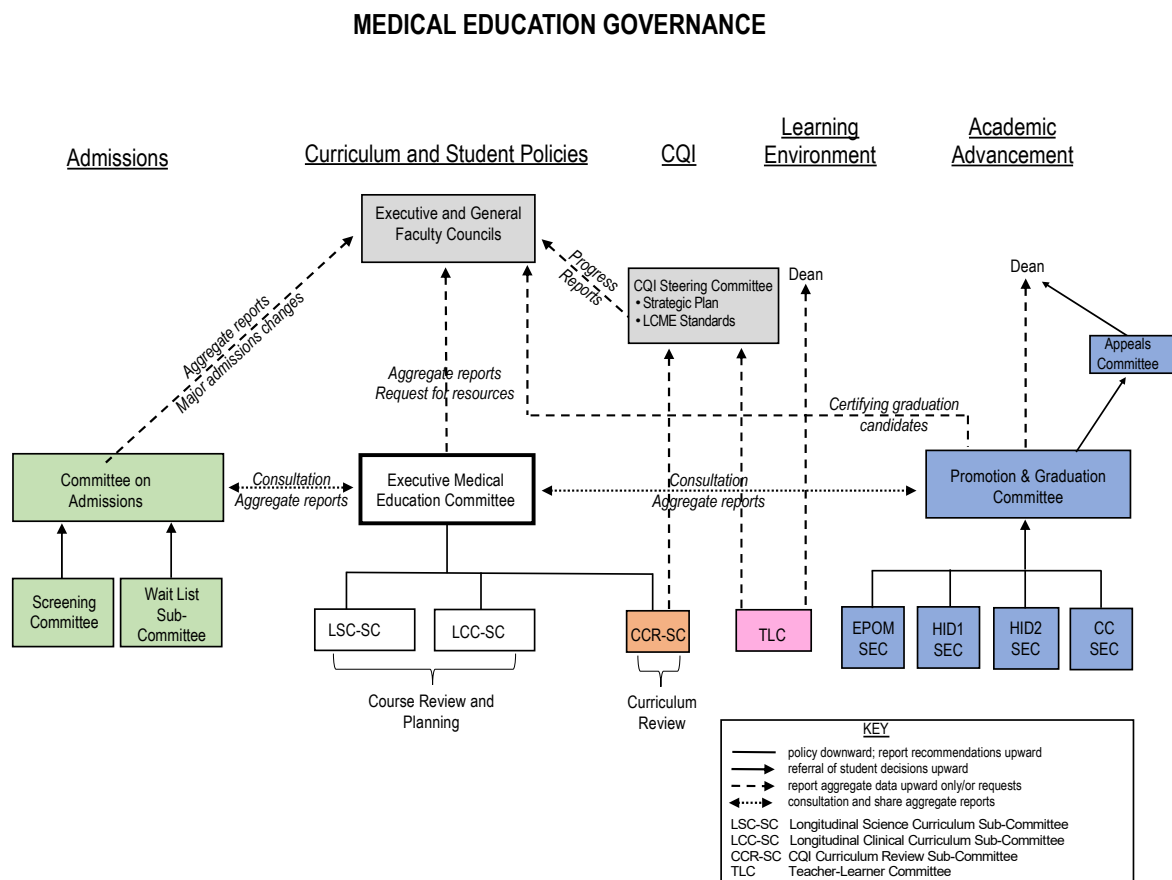 MEDICAL EDUCATION GOVERNANCE
Admissions
Curriculum and Student Policies
CQI
Learning
Environment
Academic
Advancement
Executive and General
Faculty Councils
Progress
Reports
CQI Steering Committee
• Strategic Plan
• LCME Standards
Dean
Dean
Appeals
Committee
Aggregate reports
Major admissions changes
Aggregate reports
Request for resources
Certifying graduation
candidates
Committee on
Admissions
Consultation
Aggregate reports
Executive Medical
Education Committee
Consultation
Aggregate reports
Promotion & Graduation
Committee
Screening
Committee
Wait List
Sub-
Committee
LSC-SC
LCC-SC
CCR-SC
TLC
EPOM
SEC
HID1
SEC
HID2
SEC
CC
SEC
Course Review and
Planning
Curriculum
Review
KEY
policy downward; report recommendations upward
referral of student decisions upward
report aggregate data upward only/or requests
consultation and share aggregate reports
LSC-SC Longitudinal Science Curriculum Sub-Committee
LCC-SC Longitudinal Clinical Curriculum Sub-Committee
CCR-SC CQI Curriculum Review Sub-Committee
TLC Teacher-Learner Committee